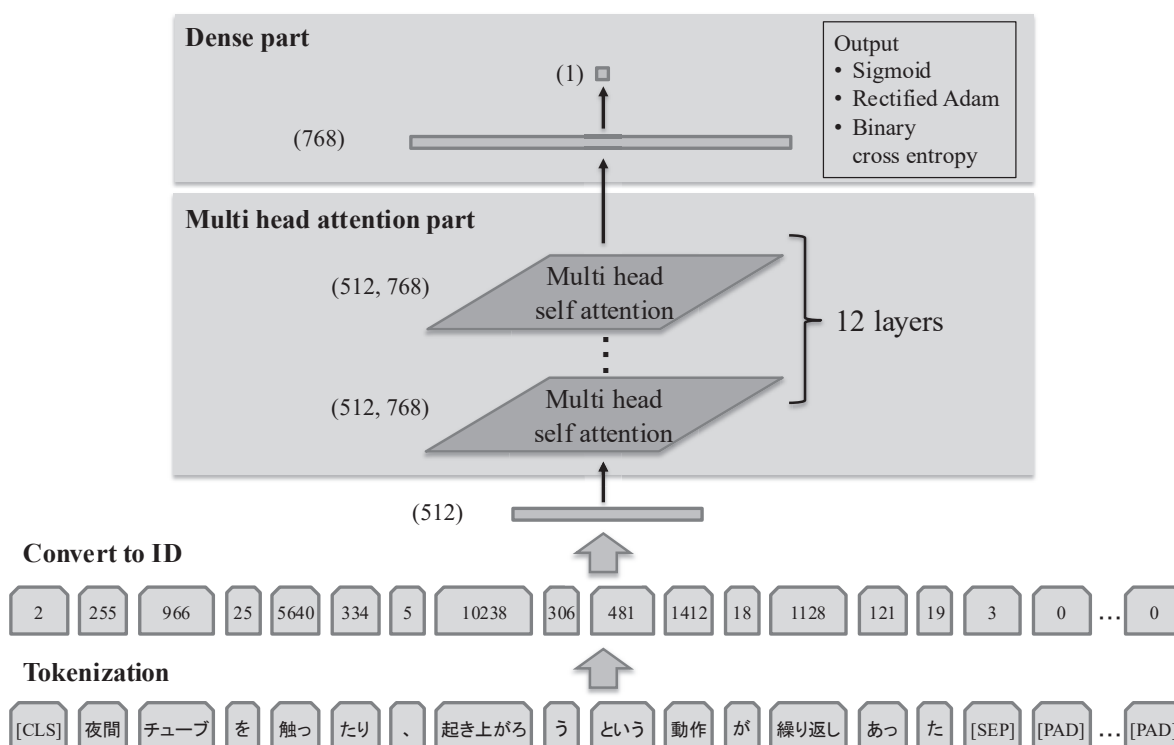 Dense part
(1)
(768)
Output
• Sigmoid
• Rectified Adam
• Binary
cross entropy
Multi head attention part
(512, 768)
Multi head
self attention
12 layers
(512, 768)
Multi head
self attention
(512)
Convert to ID
2 255 966 25 5640 334 5 10238 306 481 1412 18 1128 121 19 3 0 ... 0
Tokenization
[CLS] 夜間 チューブ を 触っ たり 、 起き上がろ う という 動作 が 繰り返し あっ た [SEP] [PAD] ... [PAD]